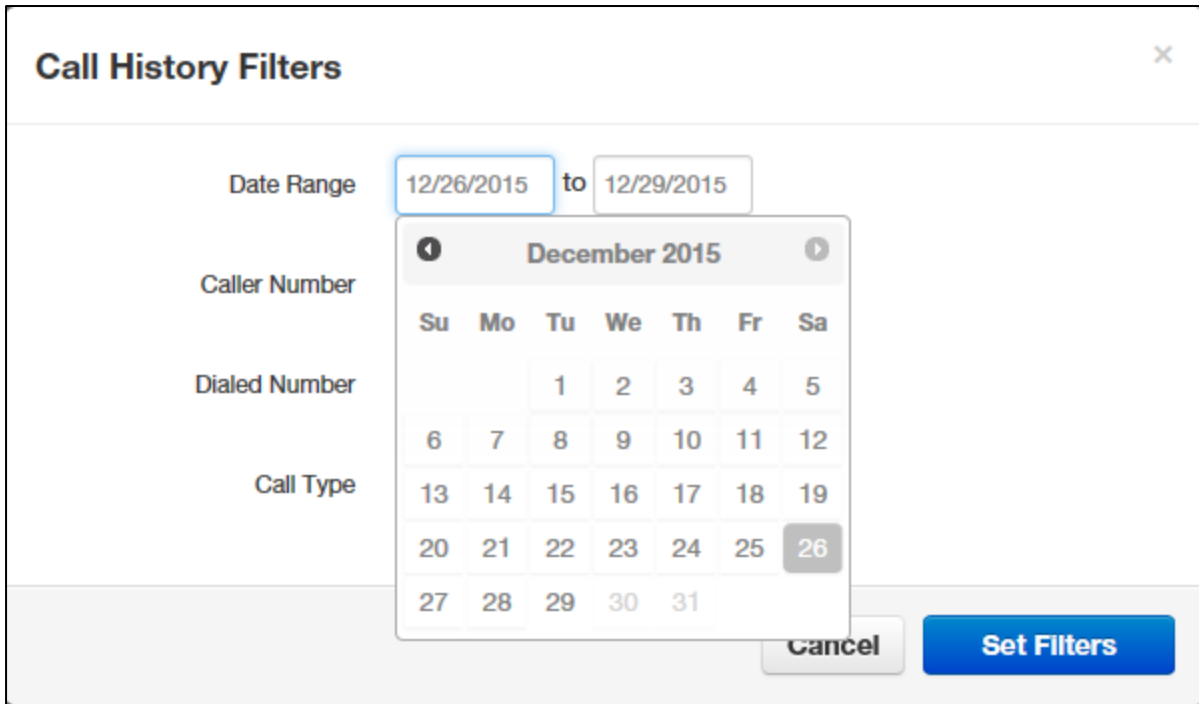 Call History Filters ×
Date Range 12/26/2015 to 12/29/2015
December 2015
Caller Number
Su Mo Tu We Th Fr Sa
Dialed Number 1 2 3 4 5
6 7 8 9 10 11 12
Call Type 13 14 15 16 17 18 19
20 21 22 23 24 25 26
27 28 29 30 31
Cancel Set Filters